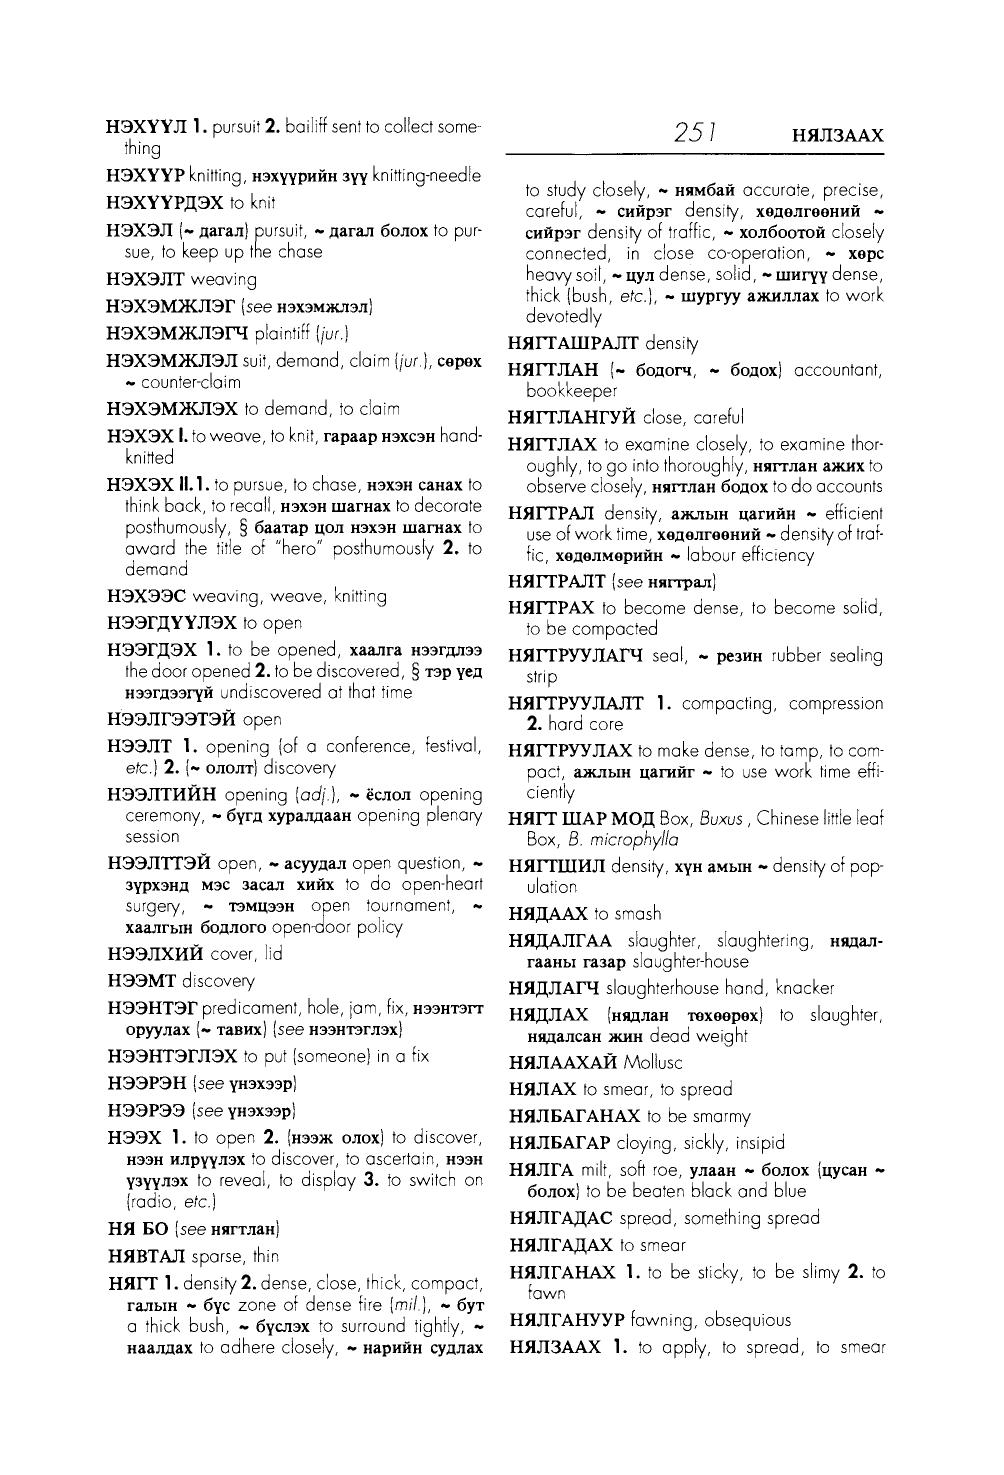 НЭХҮҮЛ 1. pursuit 2. bailiff sent to collect some-
thing
НЭХҮҮР knitting, нэхүүрийн зүү knitting-needle
НЭХҮҮРДЭХ to knit
НЭХЭЛ (~ дагал) pursuit, ~ дагал болох to pur-
sue, to keep up the chase
НЭХЭЛТ weaving
НЭХЭМЖЛЭГ (see нэхэмжлэл)
НЭХЭМЖЛЭГЧ plaintiff (jur.)
НЭХЭМЖЛЭЛ suit, demand, claim (jur.), сөрөх
~ counter-claim
НЭХЭМЖЛЭХ to demand, to claim
НЭХЭХ I. to weave, to knit, гараар нэхсэн hand-
knitted
НЭХЭХ II.1. to pursue, to chase, нэхэн санах to
think back, to recall, нэхэн шагнах to decorate
posthumously, § баатар цол нэхэн шагнах to
award the title of "hero" posthumously 2. to
demand
НЭХЭЭС weaving, weave, knitting
НЭЭГДҮҮЛЭХ to open
НЭЭГДЭХ 1. to be opened, хаалга нээгдлээ
the door opened 2. to be discovered, § тэр үед
нээгдээгүй undiscovered at that time
НЭЭЛГЭЭТЭЙ open
НЭЭЛТ 1. opening (of a conference, festival,
etc.) 2. (~ ололт) discovery
НЭЭЛТИЙН opening (adj.), ~ ёслол opening
ceremony, ~ бүгд хуралдаан opening plenary
session
НЭЭЛТТЭЙ open, ~ асуудал open question, ~
зүрхэнд мэс засал хийх to do open-heart
surgery, ~ тэмцээн open tournament, ~
хаалгын бодлого open-door policy
НЭЭЛХИЙ cover, lid
НЭЭМТ discovery
НЭЭНТЭГ predicament, hole, jam, fix, нээнтэгт
оруулах (~ тавих) (see нээнтэглэх)
НЭЭНТЭГЛЭХ to put (someone) in a fix
НЭЭРЭН (see үнэхээр)
НЭЭРЭЭ (see үнэхээр)
НЭЭХ 1. to open 2. (нээж олох) to discover,
нээн илрүүлэх to discover, to ascertain, нээн
үзүүлэх to reveal, to display 3. to switch on
(radio, etc.)
НЯ БО (see нягтлан)
НЯВТАЛ sparse, thin
НЯГТ 1. density 2. dense, close, thick, compact,
галын ~ бүс zone of dense fire (mil.), ~ бут
a thick bush, ~ бүслэх to surround tightly, ~
наалдах to adhere closely, ~ нарийн судлах
251 НЯЛЗААХ
to study closely, ~ нямбай accurate, precise,
careful, ~ сийрэг density, хөдөлгөөний ~
сийрэг density of traffic, ~ холбоотой closely
connected, in close co-operation, ~ хөрс
heavy soil, ~ цул dense, solid, ~ шигүү dense,
thick (bush, etc.), ~ шургуу ажиллах to work
devotedly
НЯГТАШРАЛТ density
НЯГТЛАН (~ бодогч, ~ бодох) accountant,
bookkeeper
НЯГТЛАНГУЙ close, careful
НЯГТЛАХ to examine closely, to examine thor-
oughly, to go into thoroughly, нягтлан ажих to
observe closely, нягтлан бодох to do accounts
НЯГТРАЛ density, ажлын цагийн ~ efficient
use of work time, хөдөлгөөний ~ density of traf-
fic, хөдөлмөрийн ~ labour efficiency
НЯГТРАЛТ (see нягтрал)
НЯГТРАХ to become dense, to become solid,
to be compacted
НЯГТРУУЛАГЧ seal, ~ резин rubber sealing
strip
НЯГТРУУЛАЛТ 1. compacting, compression
2. hard core
НЯГТРУУЛАХ to make dense, to tamp, to com-
pact, ажлын цагийг ~ to use work time effi-
ciently
НЯГТ ШАР МОД Box, Buxus , Chinese little leaf
Box, B. microphylla
НЯГТШИЛ density, хүн амын ~ density of pop-
ulation
НЯДААХ to smash
НЯДАЛГАА slaughter, slaughtering, нядал-
гааны газар slaughter-house
НЯДЛАГЧ slaughterhouse hand, knacker
НЯДЛАХ (нядлан төхөөрөх) to slaughter,
нядалсан жин dead weight
НЯЛААХАЙ Mollusc
НЯЛАХ to smear, to spread
НЯЛБАГАНАХ to be smarmy
НЯЛБАГАР cloying, sickly, insipid
НЯЛГА milt, soft roe, улаан ~ болох (цусан ~
болох) to be beaten black and blue
НЯЛГАДАС spread, something spread
НЯЛГАДАХ to smear
НЯЛГАНАХ 1. to be sticky, to be slimy 2. to
fawn
НЯЛГАНУУР fawning, obsequious
НЯЛЗААХ 1. to apply, to spread, to smear